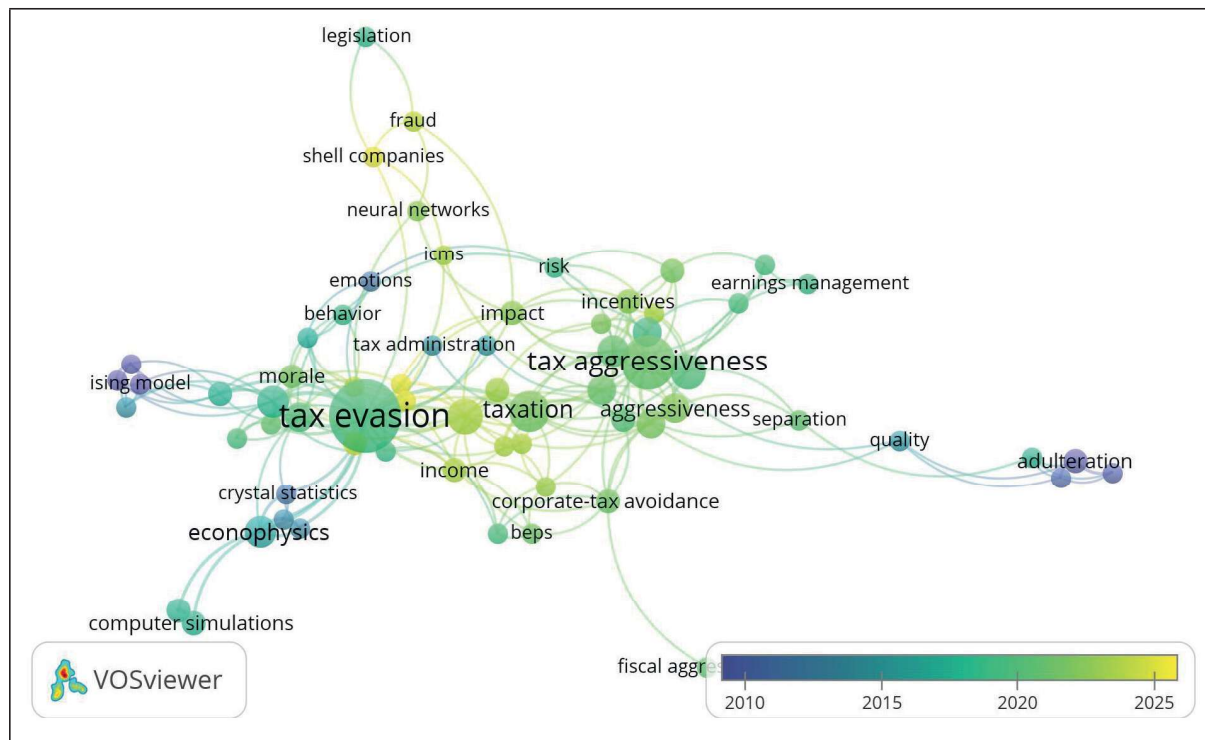 legislation
fraud
shell companies
neural networks
icms
risk
emotions
earnings management
incentives
behavior
impact
tax administration
tax aggressiveness
ising model
morale
tax evasion
taxation
aggressiveness
separation
quality
adulteration
income
crystal statistics
corporate-tax avoidance
econophysics
beps
computer simulations
fiscal aggres
VOSviewer
2010 2015 2020 2025